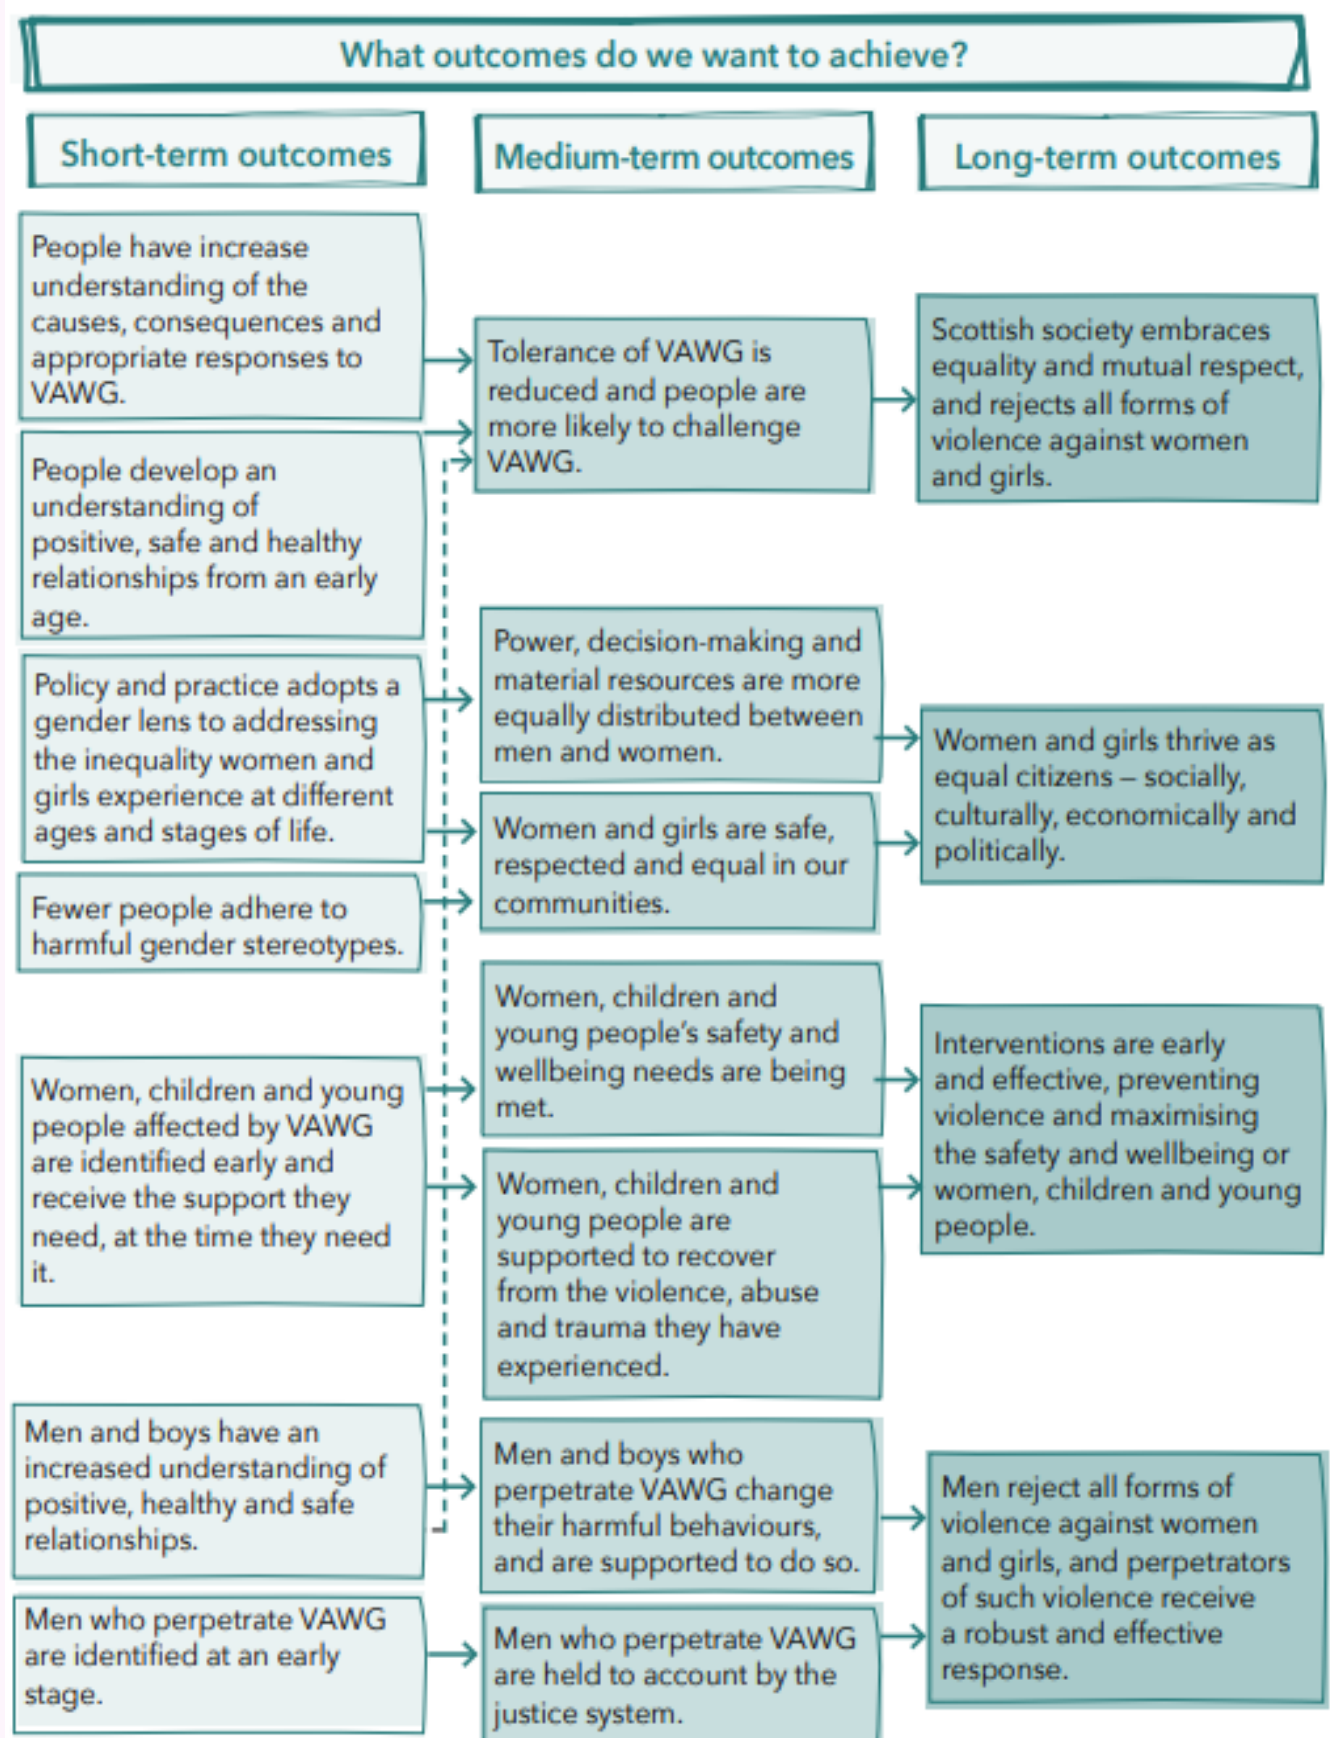 What outcomes do we want to achieve?
Short-term outcomes
Medium-term outcomes
Long-term outcomes
People have increase
understanding of the
causes, consequences and
appropriate responses to
VAWG.
People develop an
understanding of
positive, safe and healthy
relationships from an early
age.
Policy and practice adopts a
gender lens to addressing
the inequality women and
girls experience at different
ages and stages of life.
Fewer people adhere to
harmful gender stereotypes.
Women, children and young
people affected by VAWG
are identified early and
receive the support they
need, at the time they need
it.
Men and boys have an
increased understanding of
positive, healthy and safe
relationships.
Men who perpetrate VAWG
are identified at an early
stage.
Tolerance of VAWG is
reduced and people are
more likely to challenge
VAWG.
Power, decision-making and
material resources are more
equally distributed between
men and women.
Women and girls are safe,
respected and equal in our
communities.
Women, children and
young people's safety and
wellbeing needs are being
met.
Women, children and
young people are
supported to recover
from the violence, abuse
and trauma they have
experienced.
Men and boys who
perpetrate VAWG change
their harmful behaviours,
and are supported to do so.
Men who perpetrate VAWG
are held to account by the
justice system.
Scottish society embraces
equality and mutual respect,
and rejects all forms of
violence against women
and girls.
Women and girls thrive as
equal citizens – socially,
culturally, economically and
politically.
Interventions are early
and effective, preventing
violence and maximising
the safety and wellbeing or
women, children and young
people.
Men reject all forms of
violence against women
and girls, and perpetrators
of such violence receive
a robust and effective
response.